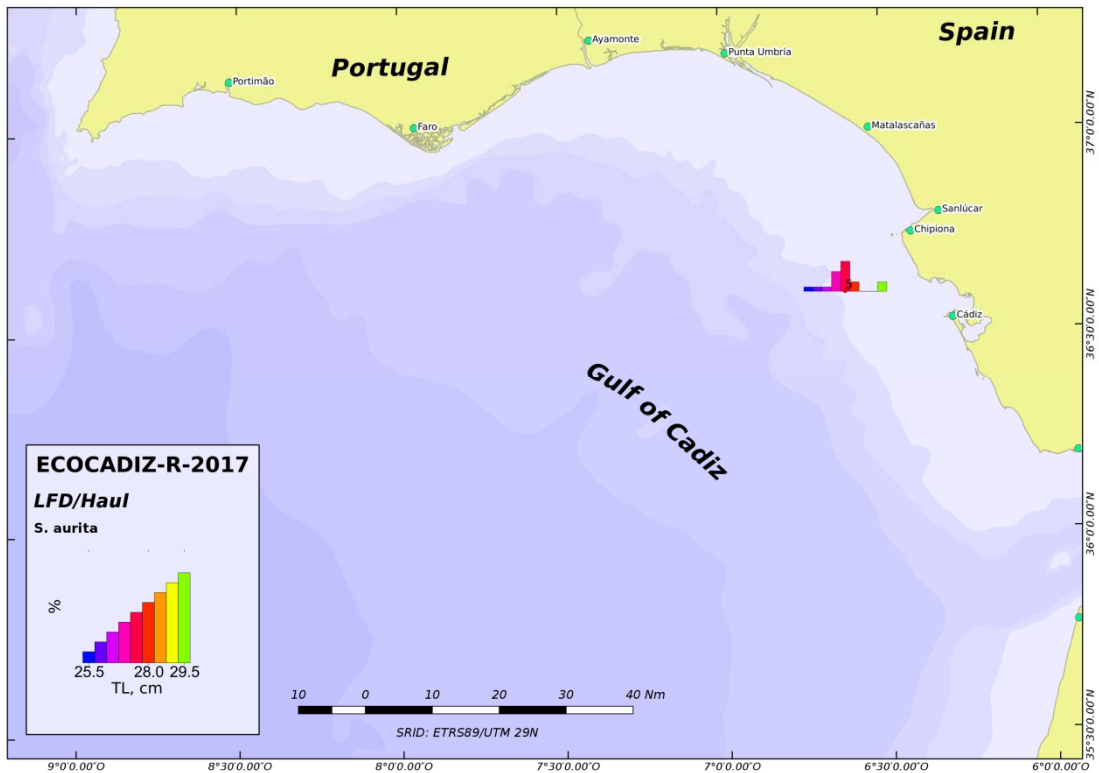 Spain
Ayamonte
Punta Umbría
Portugal
Portimão
Faro
Matalascañas
Sanlúcar
Chipiona
5
Cádiz
Gulf of Cadiz
37°0'0.00"N
36°30'0.00"N
36°0'0.00"N
35°30'0.00"N
ECOCADIZ-R-2017
LFD/Haul
S. aurita
%
25.5 28.0 29.5
TL, cm
10 0 10 20 30 40 Nm
SRID: ETRS89/UTM 29N
9°0'0.00"O 8°30'0.00"O 8°0'0.00"O 7°30'0.00"O 7°0'0.00"O 6°30'0.00"O 6°0'0.00"O